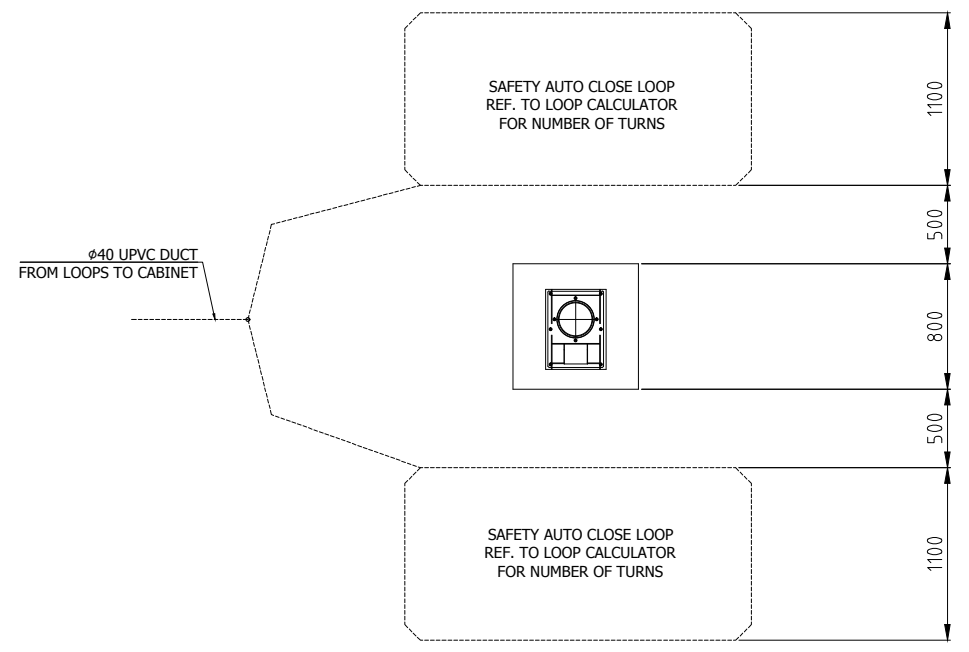 SAFETY AUTO CLOSE LOOP
REF. TO LOOP CALCULATOR
FOR NUMBER OF TURNS
1100
500
ø40 UPVC DUCT
FROM LOOPS TO CABINET
800
500
SAFETY AUTO CLOSE LOOP
REF. TO LOOP CALCULATOR
FOR NUMBER OF TURNS
1100